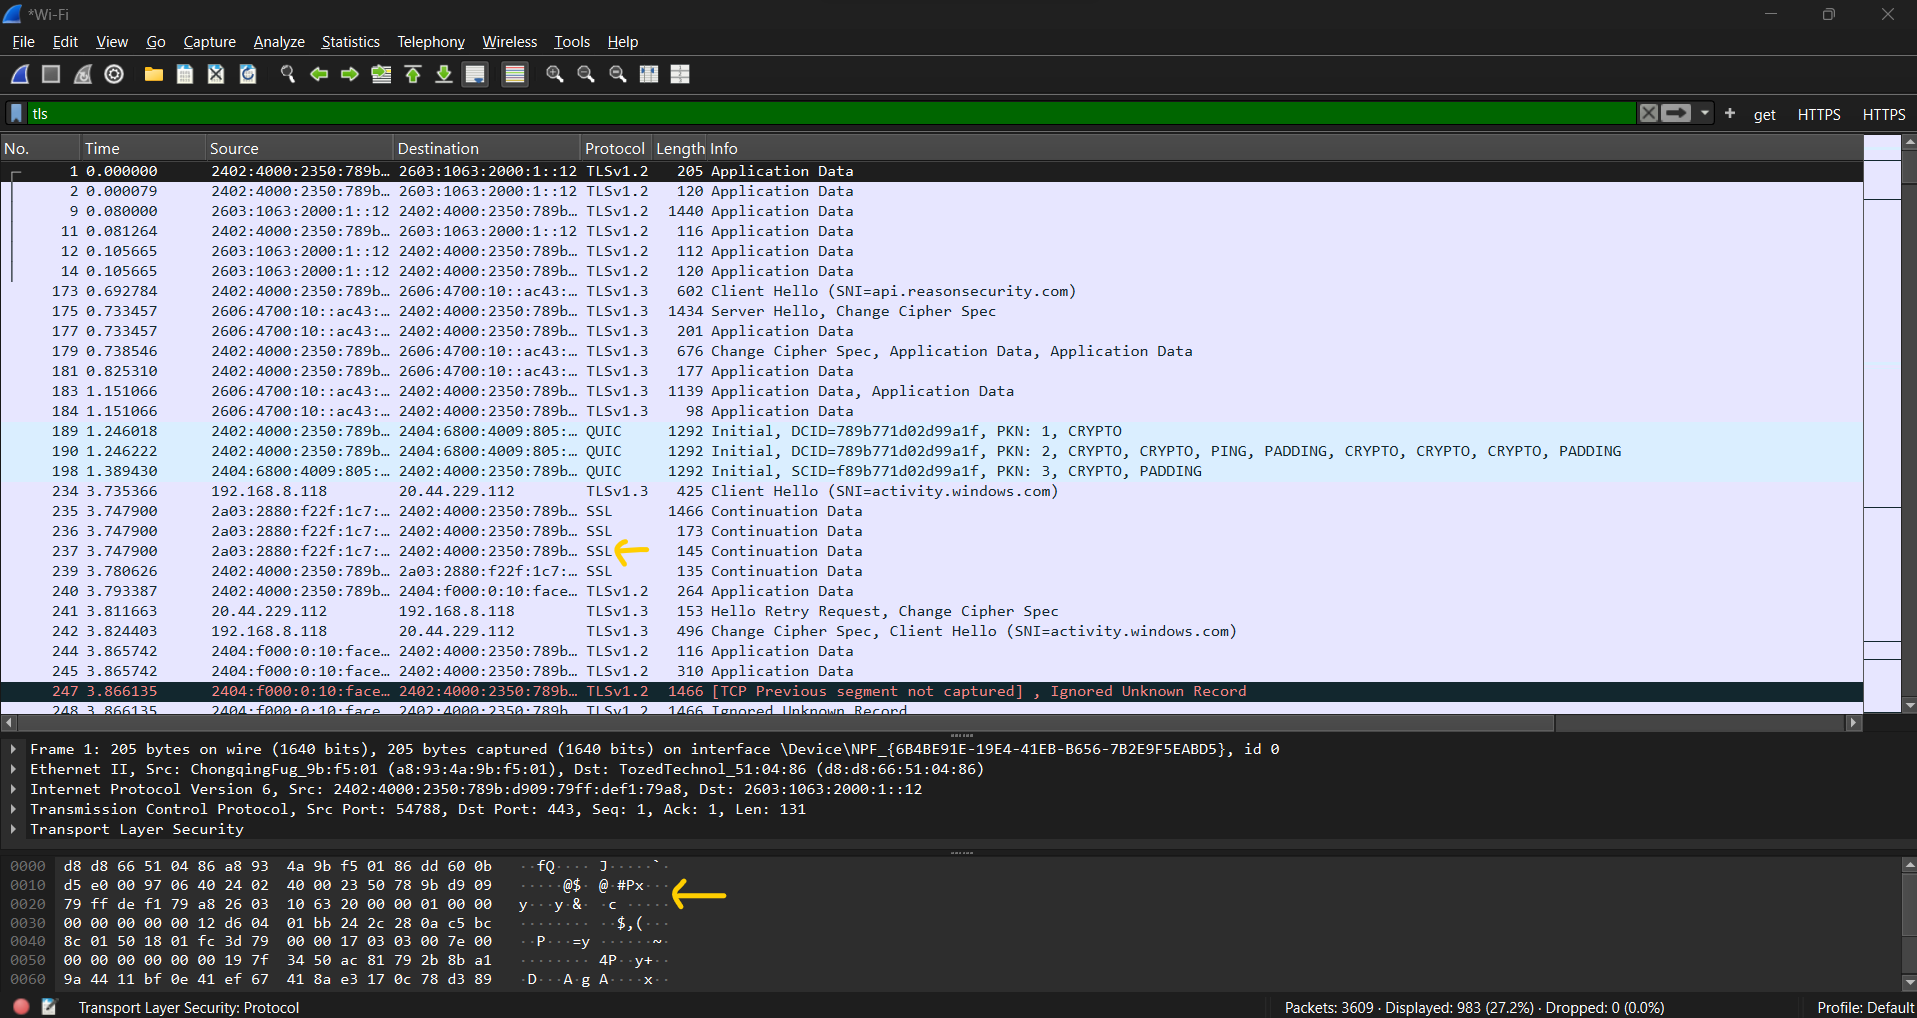 *Wi-Fi
File Edit View Go Capture Analyze Statistics Telephony Wireless Tools Help
tls + get HTTPS HTTPS
No. Time Source Destination Protocol Length Info
1 0.000000 2402:4000:2350:789b… 2603:1063:2000:1::12 TLSv1.2 205 Application Data
2 0.000079 2402:4000:2350:789b… 2603:1063:2000:1::12 TLSv1.2 120 Application Data
9 0.080000 2603:1063:2000:1::12 2402:4000:2350:789b… TLSv1.2 1440 Application Data
11 0.081264 2402:4000:2350:789b… 2603:1063:2000:1::12 TLSv1.2 116 Application Data
12 0.105665 2603:1063:2000:1::12 2402:4000:2350:789b… TLSv1.2 112 Application Data
14 0.105665 2603:1063:2000:1::12 2402:4000:2350:789b… TLSv1.2 120 Application Data
173 0.692784 2402:4000:2350:789b… 2606:4700:10::ac43:… TLSv1.3 602 Client Hello (SNI=api.reasonsecurity.com)
175 0.733457 2606:4700:10::ac43:… 2402:4000:2350:789b… TLSv1.3 1434 Server Hello, Change Cipher Spec
177 0.733457 2606:4700:10::ac43:… 2402:4000:2350:789b… TLSv1.3 201 Application Data
179 0.738546 2402:4000:2350:789b… 2606:4700:10::ac43:… TLSv1.3 676 Change Cipher Spec, Application Data, Application Data
181 0.825310 2402:4000:2350:789b… 2606:4700:10::ac43:… TLSv1.3 177 Application Data
183 1.151066 2606:4700:10::ac43:… 2402:4000:2350:789b… TLSv1.3 1139 Application Data, Application Data
184 1.151066 2606:4700:10::ac43:… 2402:4000:2350:789b… TLSv1.3 98 Application Data
189 1.246018 2402:4000:2350:789b… 2404:6800:4009:805:… QUIC 1292 Initial, DCID=789b771d02d99a1f, PKN: 1, CRYPTO
190 1.246222 2402:4000:2350:789b… 2404:6800:4009:805:… QUIC 1292 Initial, DCID=789b771d02d99a1f, PKN: 2, CRYPTO, CRYPTO, PING, PADDING, CRYPTO, CRYPTO, CRYPTO, PADDING
198 1.389430 2404:6800:4009:805:… 2402:4000:2350:789b… QUIC 1292 Initial, SCID=f89b771d02d99a1f, PKN: 3, CRYPTO, PADDING
234 3.735366 192.168.8.118 20.44.229.112 TLSv1.3 425 Client Hello (SNI=activity.windows.com)
235 3.747900 2a03:2880:f22f:1c7:… 2402:4000:2350:789b… SSL 1466 Continuation Data
236 3.747900 2a03:2880:f22f:1c7:… 2402:4000:2350:789b… SSL 173 Continuation Data
237 3.747900 2a03:2880:f22f:1c7:… 2402:4000:2350:789b… SSL 145 Continuation Data
239 3.780626 2402:4000:2350:789b… 2a03:2880:f22f:1c7:… SSL 135 Continuation Data
240 3.793387 2402:4000:2350:789b… 2404:f000:0:10:face… TLSv1.2 264 Application Data
241 3.811663 20.44.229.112 192.168.8.118 TLSv1.3 153 Hello Retry Request, Change Cipher Spec
242 3.824403 192.168.8.118 20.44.229.112 TLSv1.3 496 Change Cipher Spec, Client Hello (SNI=activity.windows.com)
244 3.865742 2404:f000:0:10:face… 2402:4000:2350:789b… TLSv1.2 116 Application Data
245 3.865742 2404:f000:0:10:face… 2402:4000:2350:789b… TLSv1.2 310 Application Data
247 3.866135 2404:f000:0:10:face… 2402:4000:2350:789b… TLSv1.2 1466 [TCP Previous segment not captured] , Ignored Unknown Record
248 3.866135 2404:f000:0:10:face 2402:4000:2350:789b TLSv1.2 1466 Ignored Unknown Record
Frame 1: 205 bytes on wire (1640 bits), 205 bytes captured (1640 bits) on interface \Device\NPF_{6B4BE91E-19E4-41EB-B656-7B2E9F5EABD5}, id 0
Ethernet II, Src: ChongqingFug_9b:f5:01 (a8:93:4a:9b:f5:01), Dst: TozedTechnol_51:04:86 (d8:d8:66:51:04:86)
Internet Protocol Version 6, Src: 2402:4000:2350:789b:d909:79ff:def1:79a8, Dst: 2603:1063:2000:1::12
Transmission Control Protocol, Src Port: 54788, Dst Port: 443, Seq: 1, Ack: 1, Len: 131
Transport Layer Security
0000 d8 d8 66 51 04 86 a8 93 4a 9b f5 01 86 dd 60 0b ··fQ···· J·····`·
0010 d5 e0 00 97 06 40 24 02 40 00 23 50 78 9b d9 09 ·····@$· @·#Px···
0020 79 ff de f1 79 a8 26 03 10 63 20 00 00 01 00 00 y···y·&· ·c ·····
0030 00 00 00 00 00 12 d6 04 01 bb 24 2c 28 0a c5 bc ········ ··$,(···
0040 8c 01 50 18 01 fc 3d 79 00 00 17 03 03 00 7e 00 ··P···=y ······~·
0050 00 00 00 00 00 00 19 7f 34 50 ac 81 79 2b 8b a1 ········ 4P··y+··
0060 9a 44 11 bf 0e 41 ef 67 41 8a e3 17 0c 78 d3 89 ·D···A·g A····x··
Transport Layer Security: Protocol Packets: 3609 · Displayed: 983 (27.2%) · Dropped: 0 (0.0%) Profile: Default